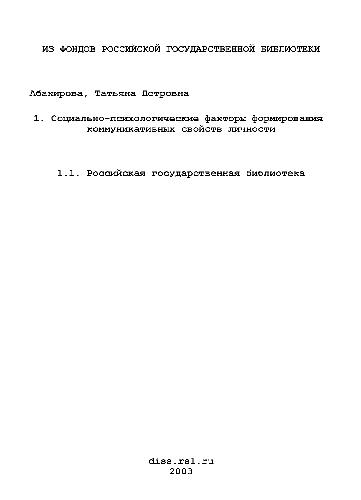 ИЗ ФОНДОВ РОССИЙСКОЙ ГОСУДАРСТВЕННОЙ БИБЛИОТЕКИ
Абакирова, Татьяна Петровна
1. Социально-психологические факторы формирования
коммуникативных свойств личности
1.1. Российская государственная библиотека
diss.rsl.ru
2003